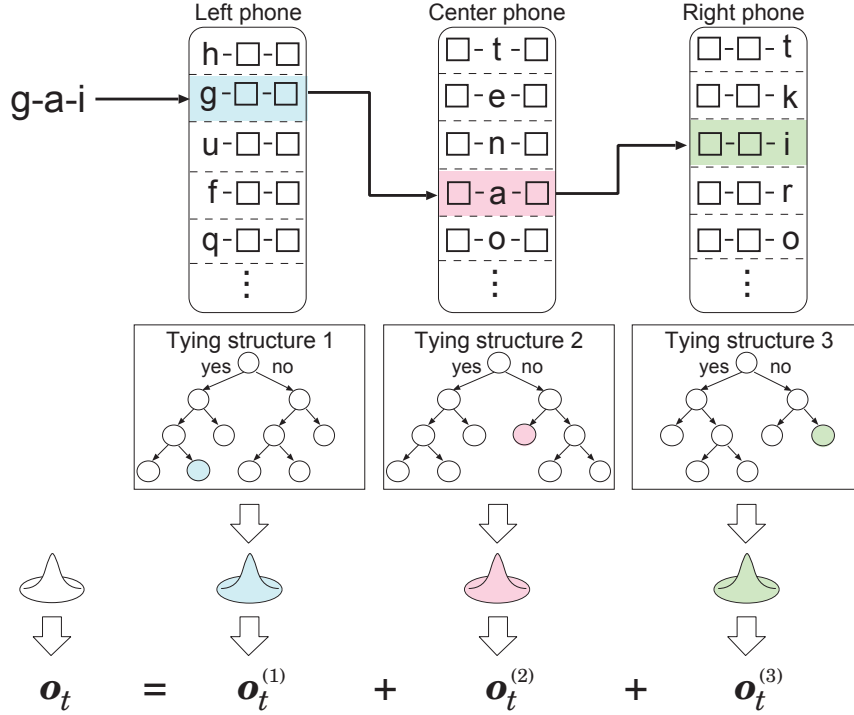 Left phone
Center phone
Right phone
g-a-i
h-□-□
g-□-□
u-□-□
f-□-□
q-□-□
⋮
□-t-□
□-e-□
□-n-□
□-a-□
□-o-□
⋮
□-□-t
□-□-k
□-□-i
□-□-r
□-□-o
⋮
Tying structure 1
yes no
Tying structure 2
yes no
Tying structure 3
yes no
o_t = o_t^(1) + o_t^(2) + o_t^(3)